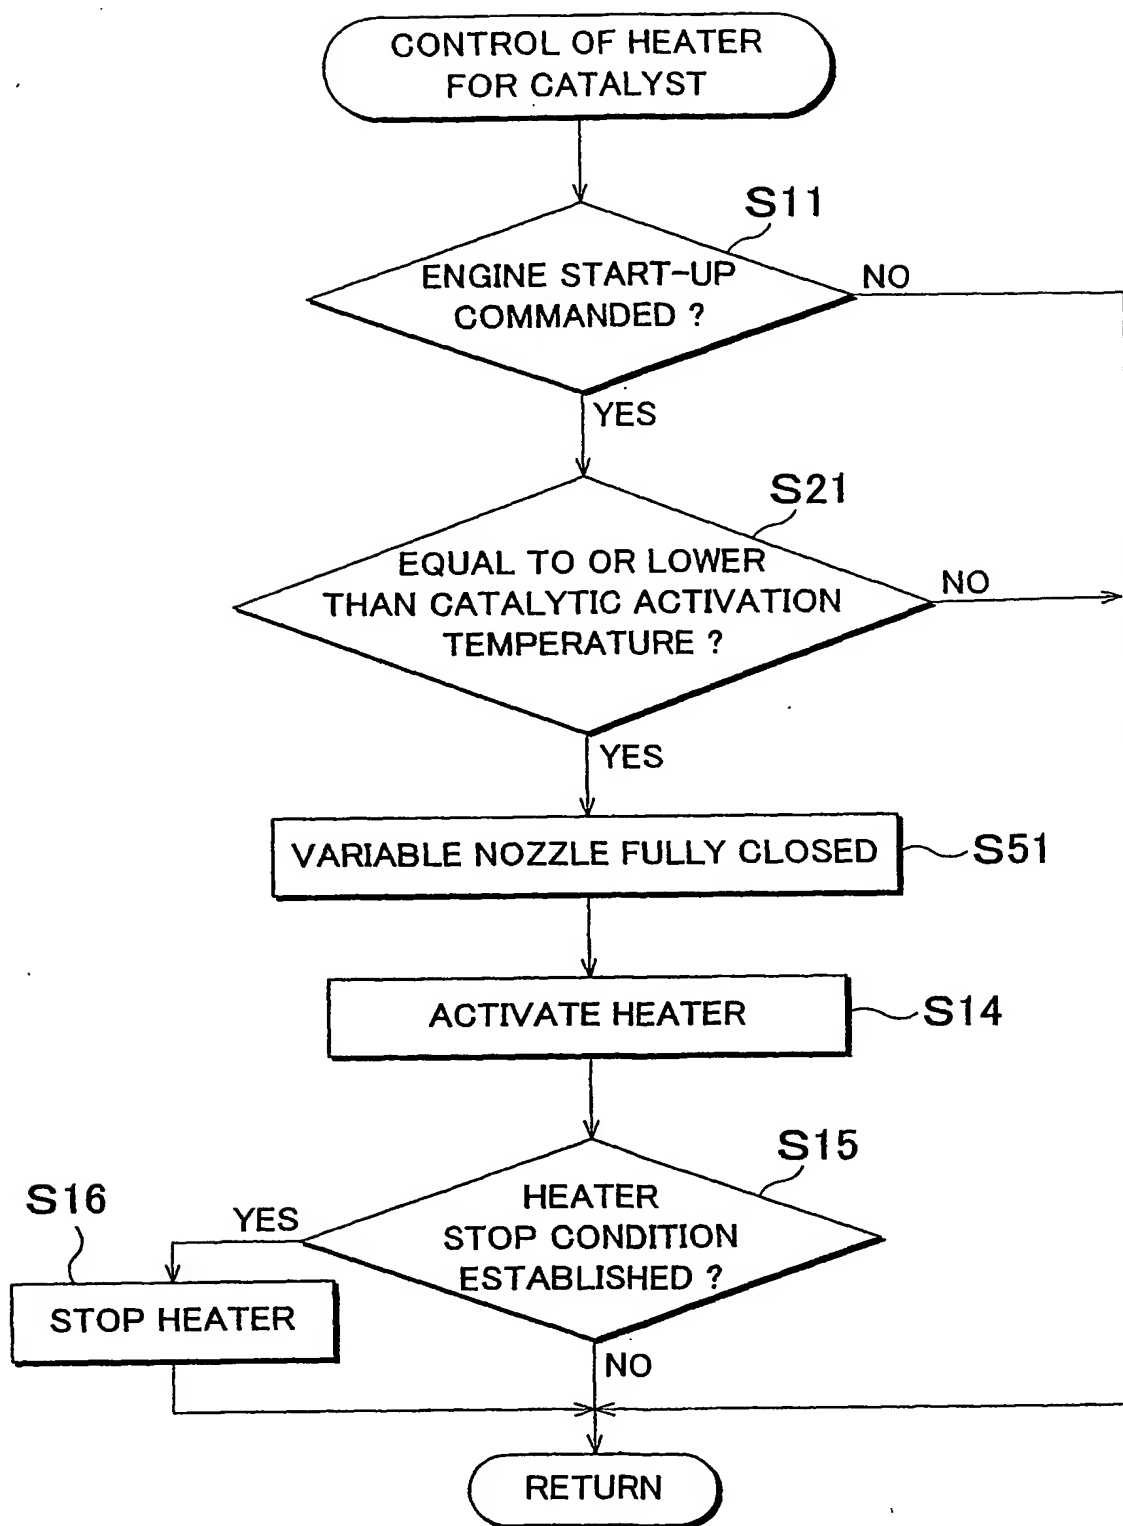 CONTROL OF HEATER
FOR CATALYST
S11
ENGINE START-UP
COMMANDED ?
NO
YES
S21
EQUAL TO OR LOWER
THAN CATALYTIC ACTIVATION
TEMPERATURE ?
NO
YES
VARIABLE NOZZLE FULLY CLOSED
S51
ACTIVATE HEATER
S14
S15
HEATER
STOP CONDITION
ESTABLISHED ?
YES
S16
STOP HEATER
NO
RETURN